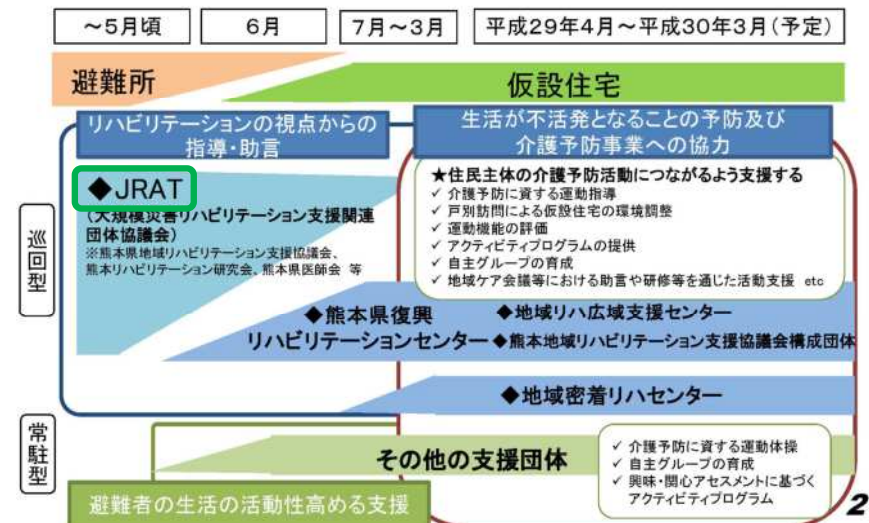 ～5月頃
6月
7月～3月
平成29年4月～平成30年3月(予定)
避難所
仮設住宅
リハビリテーションの視点からの
指導・助言
生活が不活発となることの予防及び
介護予防事業への協力
巡回型
◆JRAT
(大規模災害リハビリテーション支援関連
団体協議会)
※熊本県地域リハビリテーション支援協議会、
熊本リハビリテーション研究会、熊本県医師会 等
★住民主体の介護予防活動につながるよう支援する
✓ 介護予防に資する運動指導
✓ 戸別訪問による仮設住宅の環境調整
✓ 運動機能の評価
✓ アクティビティプログラムの提供
✓ 自主グループの育成
✓ 地域ケア会議等における助言や研修等を通じた活動支援 etc
◆熊本県復興
リハビリテーションセンター
◆地域リハ広域支援センター
◆熊本地域リハビリテーション支援協議会構成団体
◆地域密着リハセンター
常駐型
その他の支援団体
✓ 介護予防に資する運動体操
✓ 自主グループの育成
✓ 興味・関心アセスメントに基づく
アクティビティプログラム
避難者の生活の活動性高める支援
2